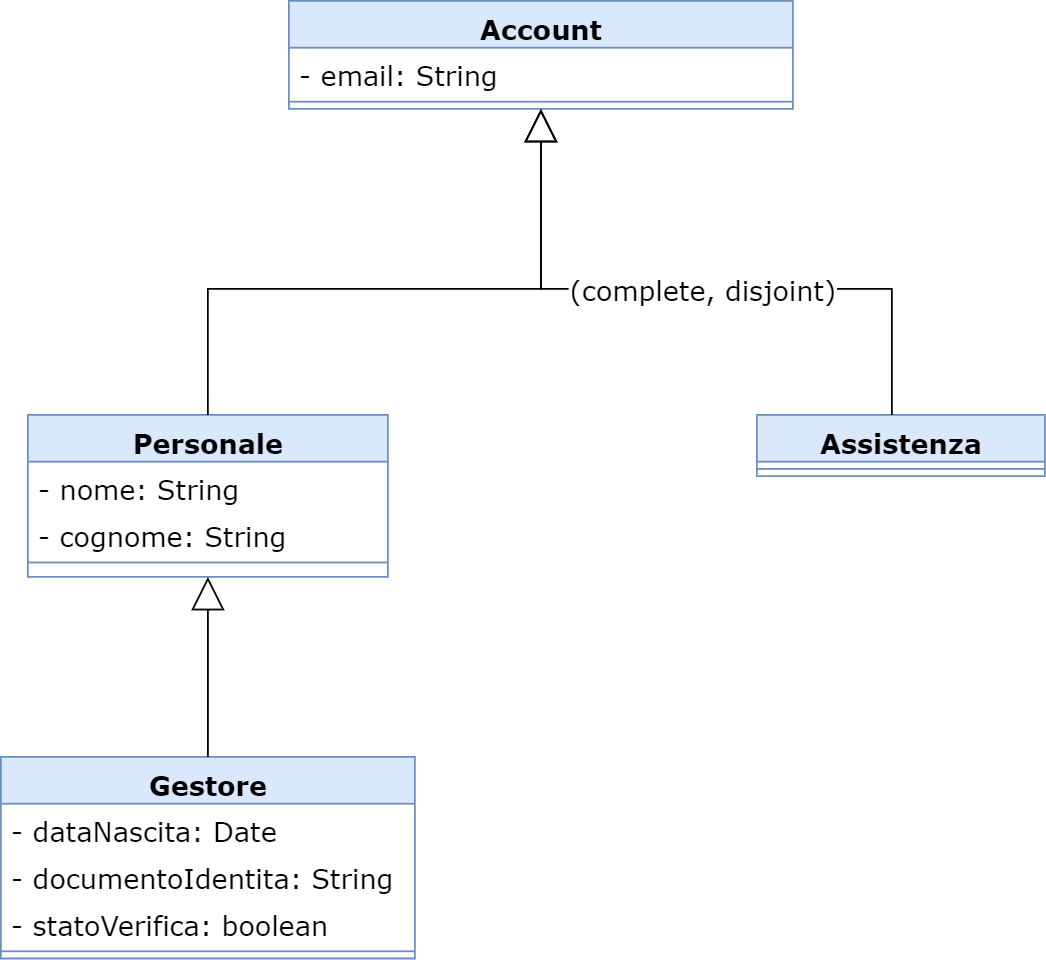 Account
- email: String
(complete, disjoint)
Personale
- nome: String
- cognome: String
Assistenza
Gestore
- dataNascita: Date
- documentoIdentita: String
- statoVerifica: boolean